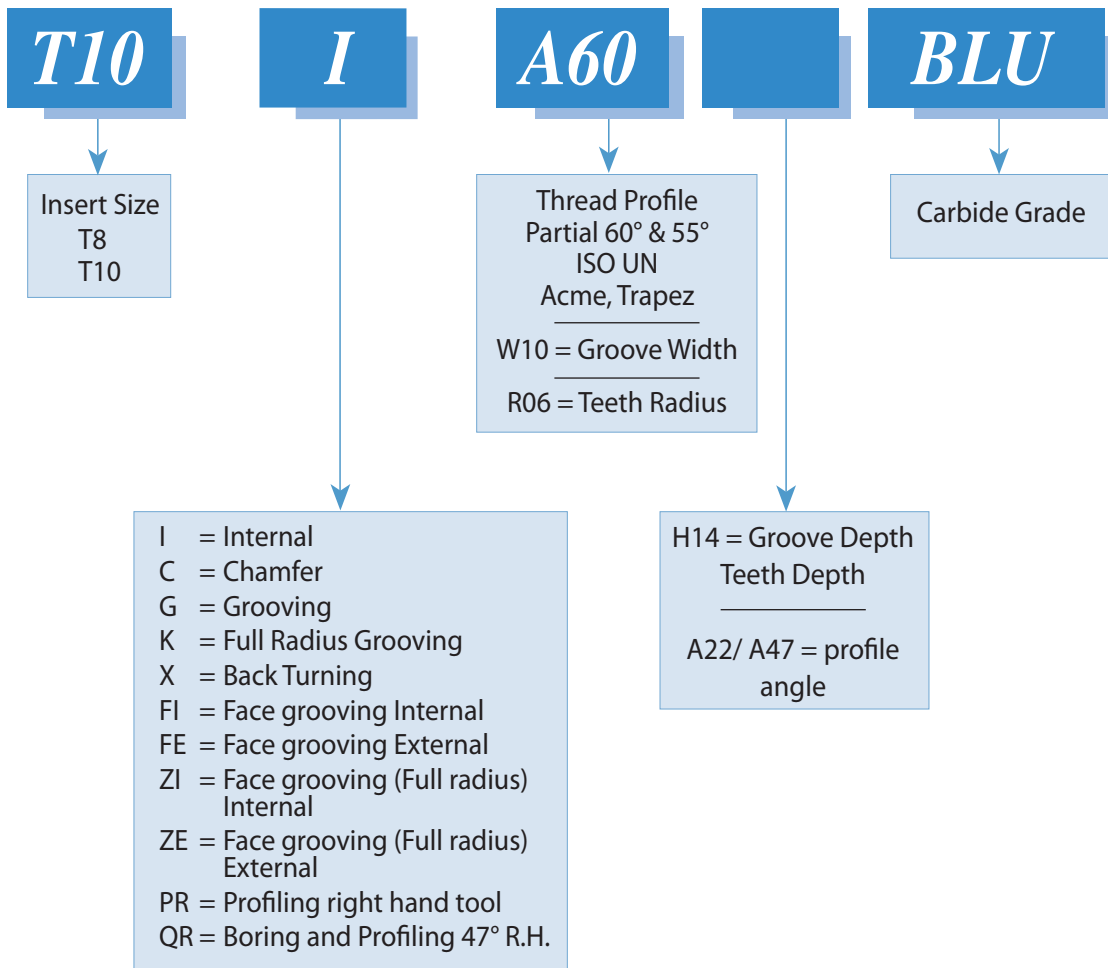 T10 I A60 BLU
Insert Size
T8
T10
Thread Profile
Partial 60° & 55°
ISO UN
Acme, Trapez
W10 = Groove Width
R06 = Teeth Radius
Carbide Grade
I = Internal
C = Chamfer
G = Grooving
K = Full Radius Grooving
X = Back Turning
FI = Face grooving Internal
FE = Face grooving External
ZI = Face grooving (Full radius)
Internal
ZE = Face grooving (Full radius)
External
PR = Profiling right hand tool
QR = Boring and Profiling 47° R.H.
H14 = Groove Depth
Teeth Depth
A22/ A47 = profile
angle